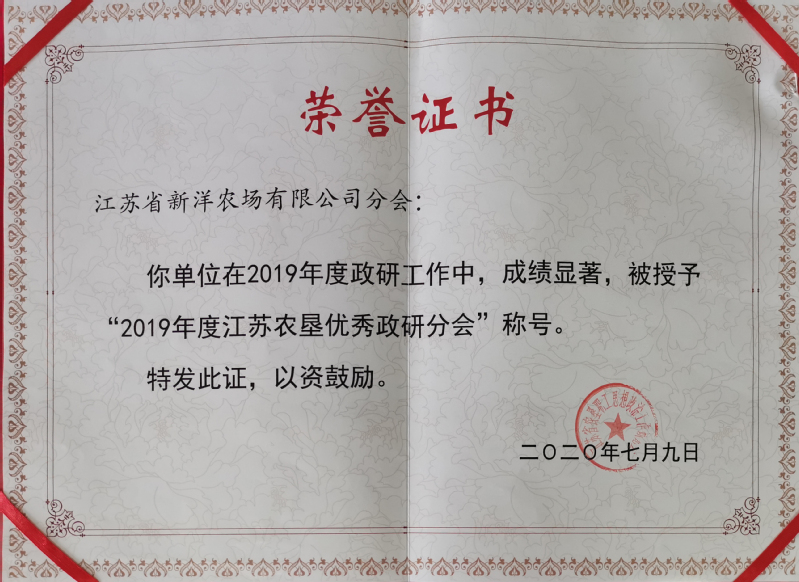 荣誉证书
江苏省新洋农场有限公司分会：
你单位在2019年度政研工作中，成绩显著，被授予
“2019年度江苏农垦优秀政研分会”称号。
特发此证，以资鼓励。
二〇二〇年七月九日